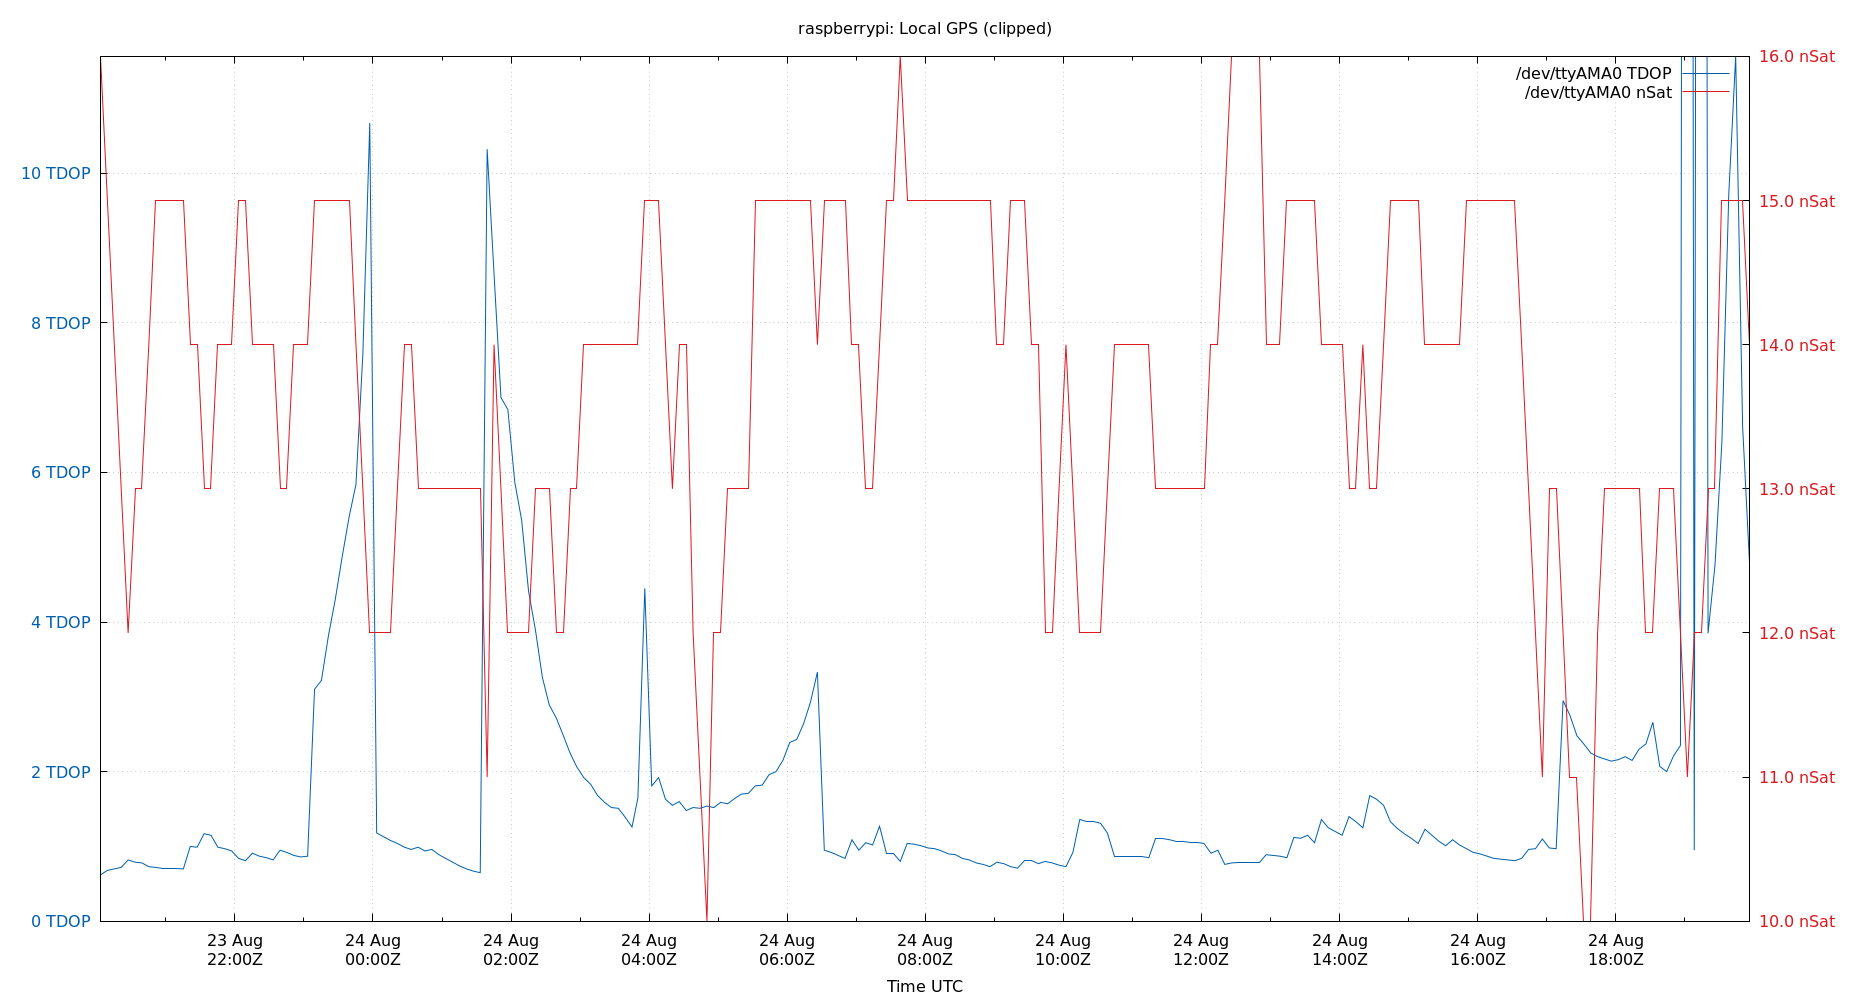 raspberrypi: Local GPS (clipped)
/dev/ttyAMA0 TDOP
/dev/ttyAMA0 nSat
10 TDOP
8 TDOP
6 TDOP
4 TDOP
2 TDOP
0 TDOP
16.0 nSat
15.0 nSat
14.0 nSat
13.0 nSat
12.0 nSat
11.0 nSat
10.0 nSat
23 Aug 24 Aug 24 Aug 24 Aug 24 Aug 24 Aug 24 Aug 24 Aug 24 Aug 24 Aug 24 Aug
22:00Z 00:00Z 02:00Z 04:00Z 06:00Z 08:00Z 10:00Z 12:00Z 14:00Z 16:00Z 18:00Z
Time UTC